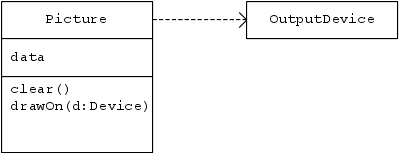 Picture
OutputDevice
data
clear()
drawOn(d:Device)